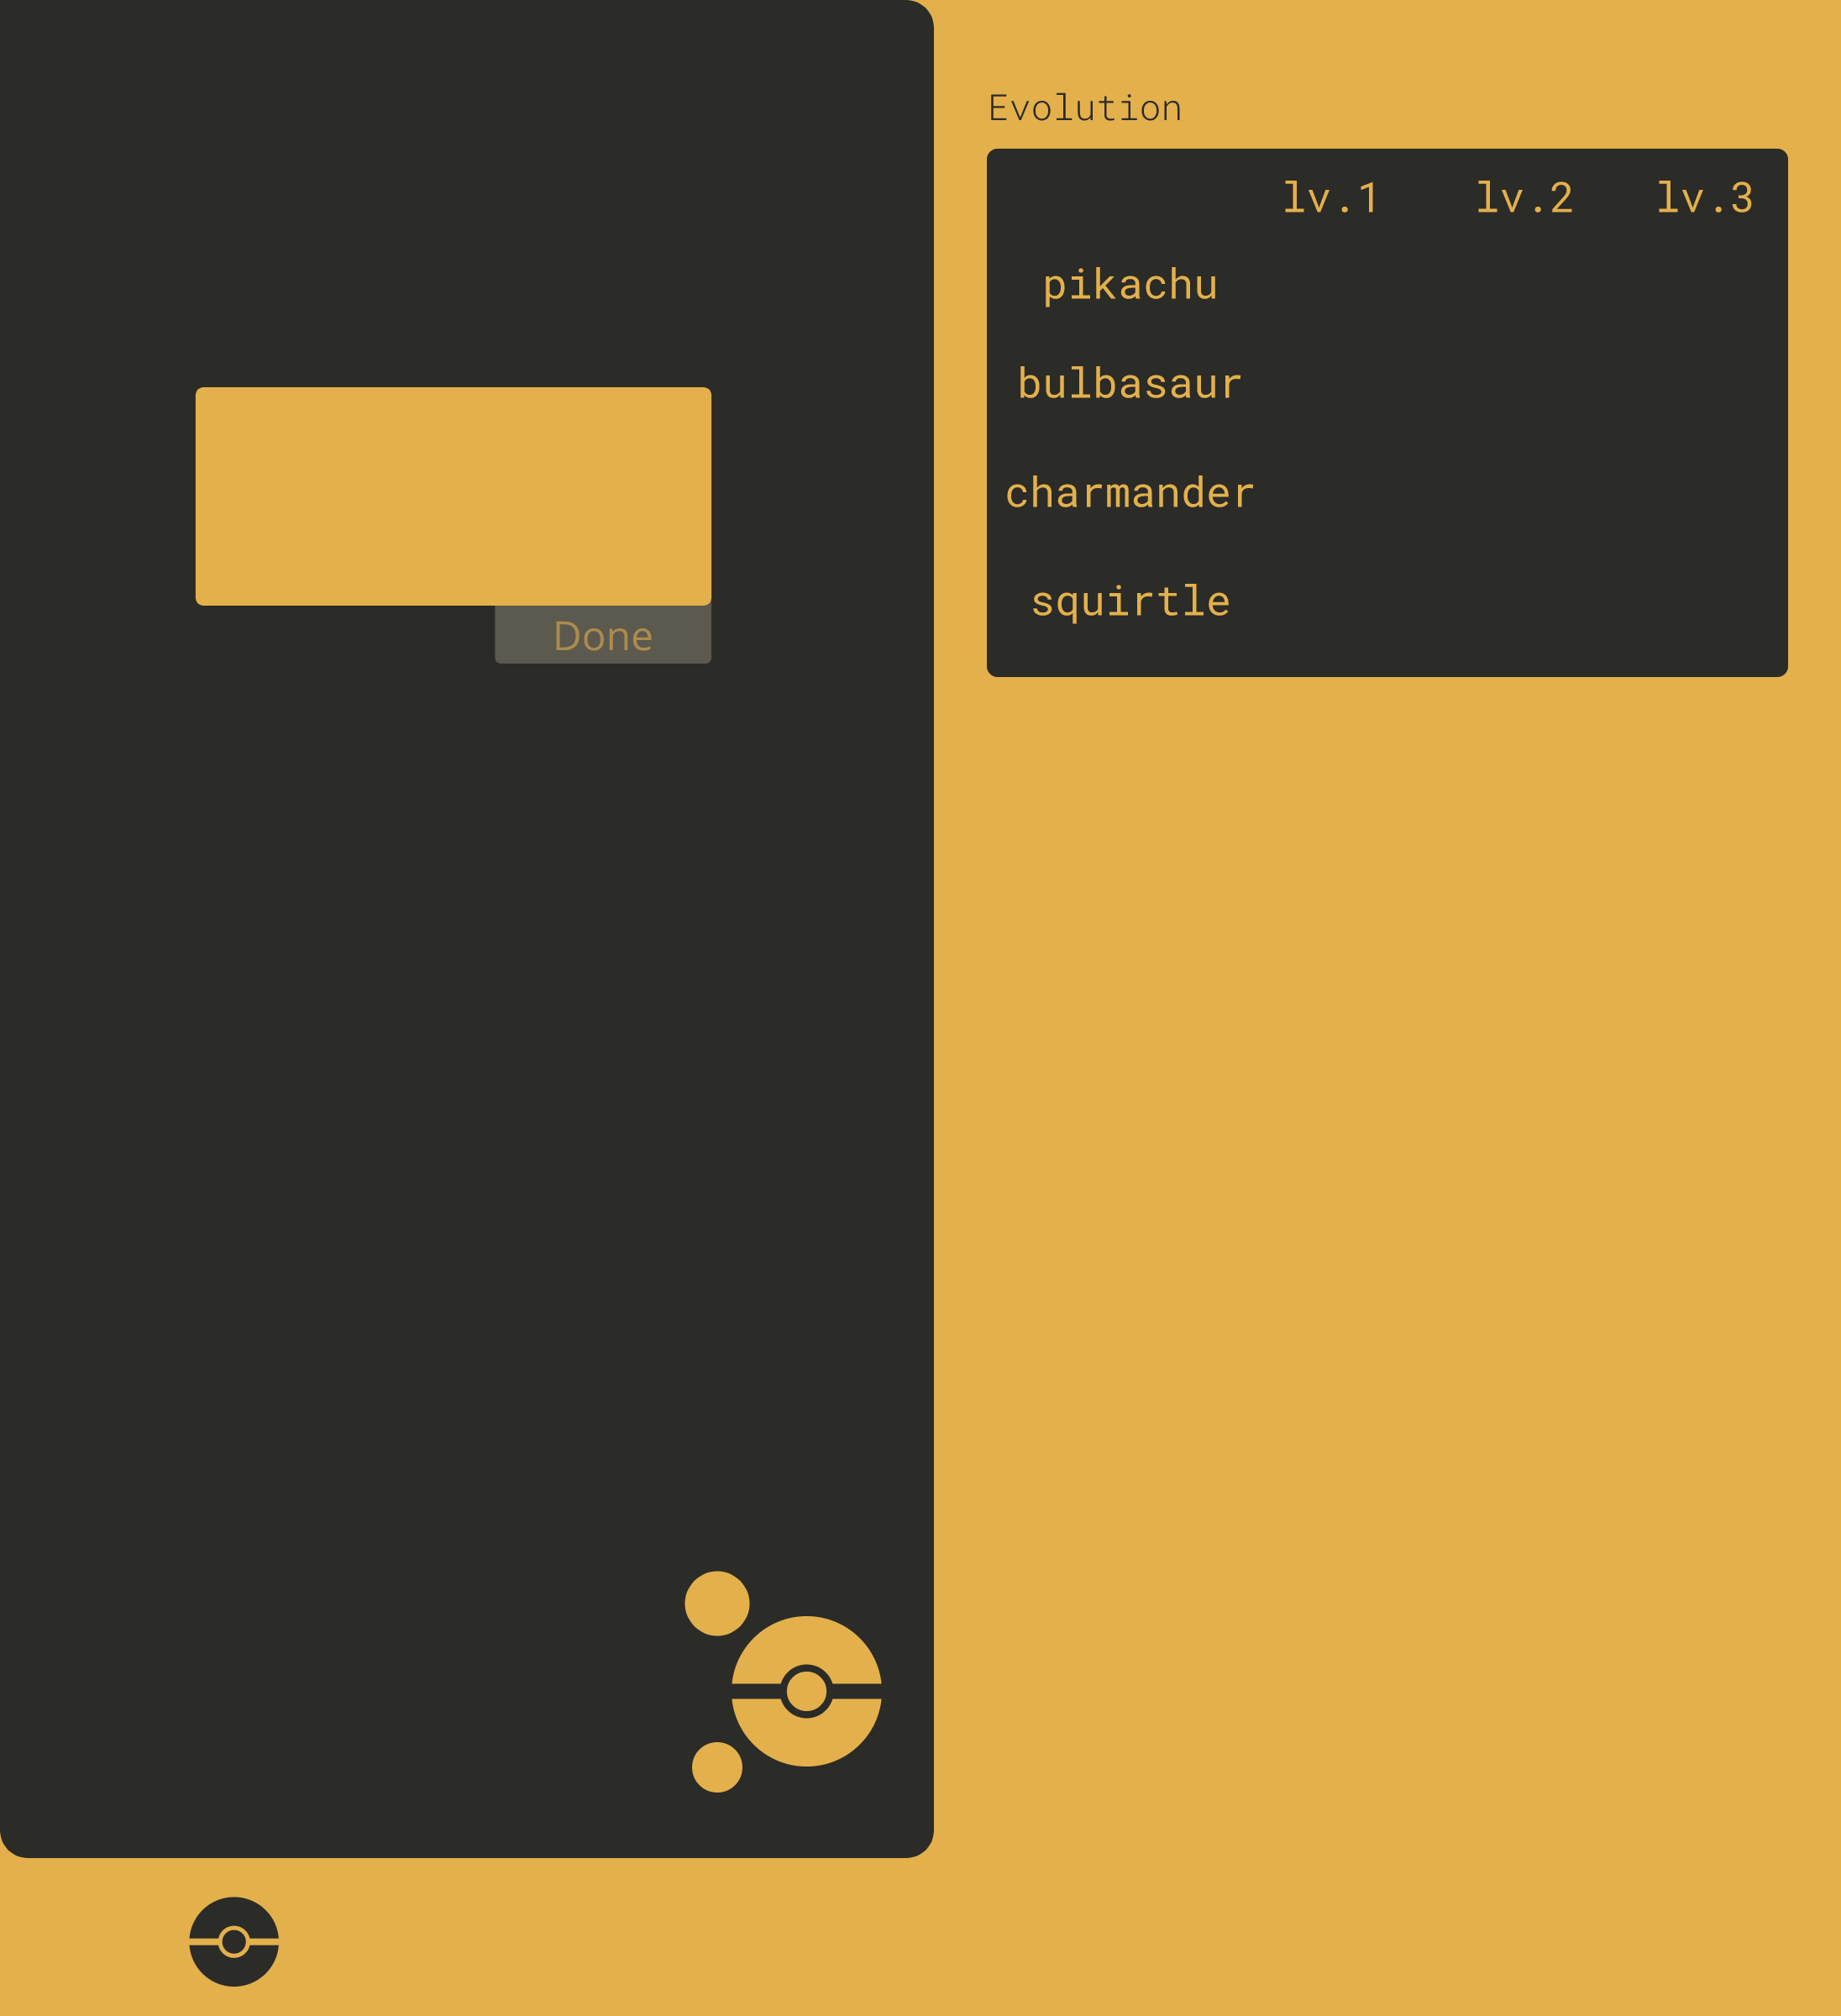 Evolution
lv.1 lv.2 lv.3
pikachu
bulbasaur
charmander
squirtle
Done